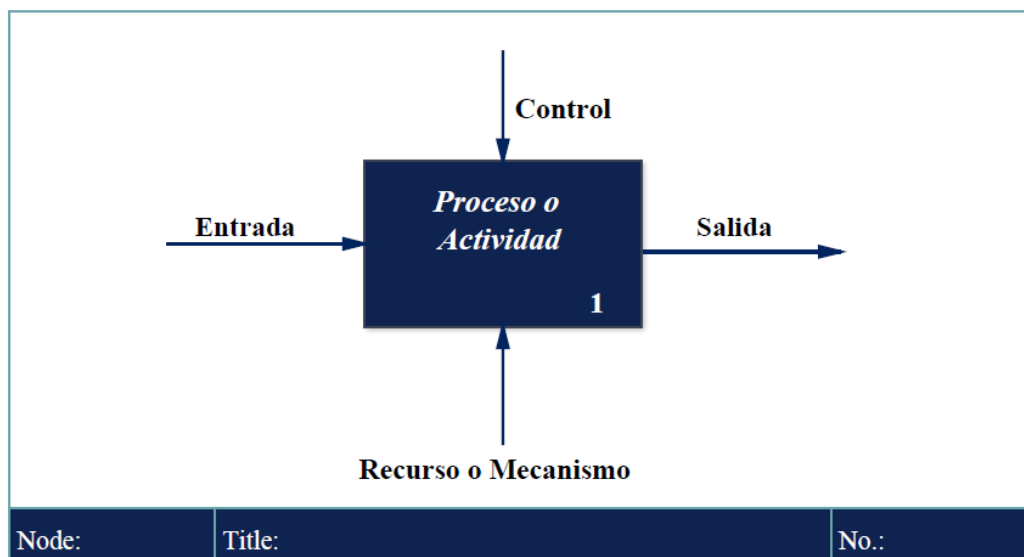 Control
Proceso o
Actividad
Entrada
Salida
1
Recurso o Mecanismo
Node:
Title:
No.: